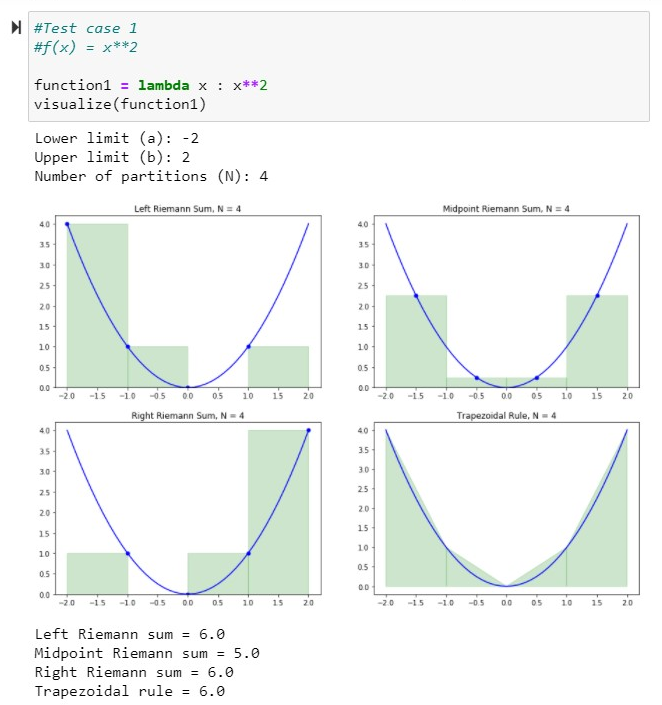 #Test case 1
#f(x) = x**2
function1 = lambda x : x**2
visualize(function1)
Lower limit (a): -2
Upper limit (b): 2
Number of partitions (N): 4
Left Riemann Sum, N = 4
4.0
3.5
3.0
2.5
2.0
1.5
1.0
0.5
0.0
−2.0 −1.5 −1.0 −0.5 0.0 0.5 1.0 1.5 2.0
Midpoint Riemann Sum, N = 4
4.0
3.5
3.0
2.5
2.0
1.5
1.0
0.5
0.0
−2.0 −1.5 −1.0 −0.5 0.0 0.5 1.0 1.5 2.0
Right Riemann Sum, N = 4
4.0
3.5
3.0
2.5
2.0
1.5
1.0
0.5
0.0
−2.0 −1.5 −1.0 −0.5 0.0 0.5 1.0 1.5 2.0
Trapezoidal Rule, N = 4
4.0
3.5
3.0
2.5
2.0
1.5
1.0
0.5
0.0
−2.0 −1.5 −1.0 −0.5 0.0 0.5 1.0 1.5 2.0
Left Riemann sum = 6.0
Midpoint Riemann sum = 5.0
Right Riemann sum = 6.0
Trapezoidal rule = 6.0